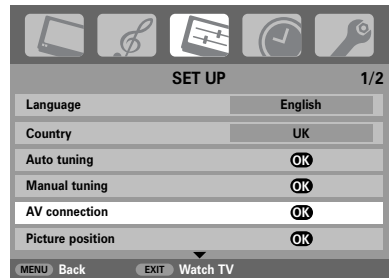 SET UP 1/2
Language English
Country UK
Auto tuning OK
Manual tuning OK
AV connection OK
Picture position OK
MENU Back EXIT Watch TV